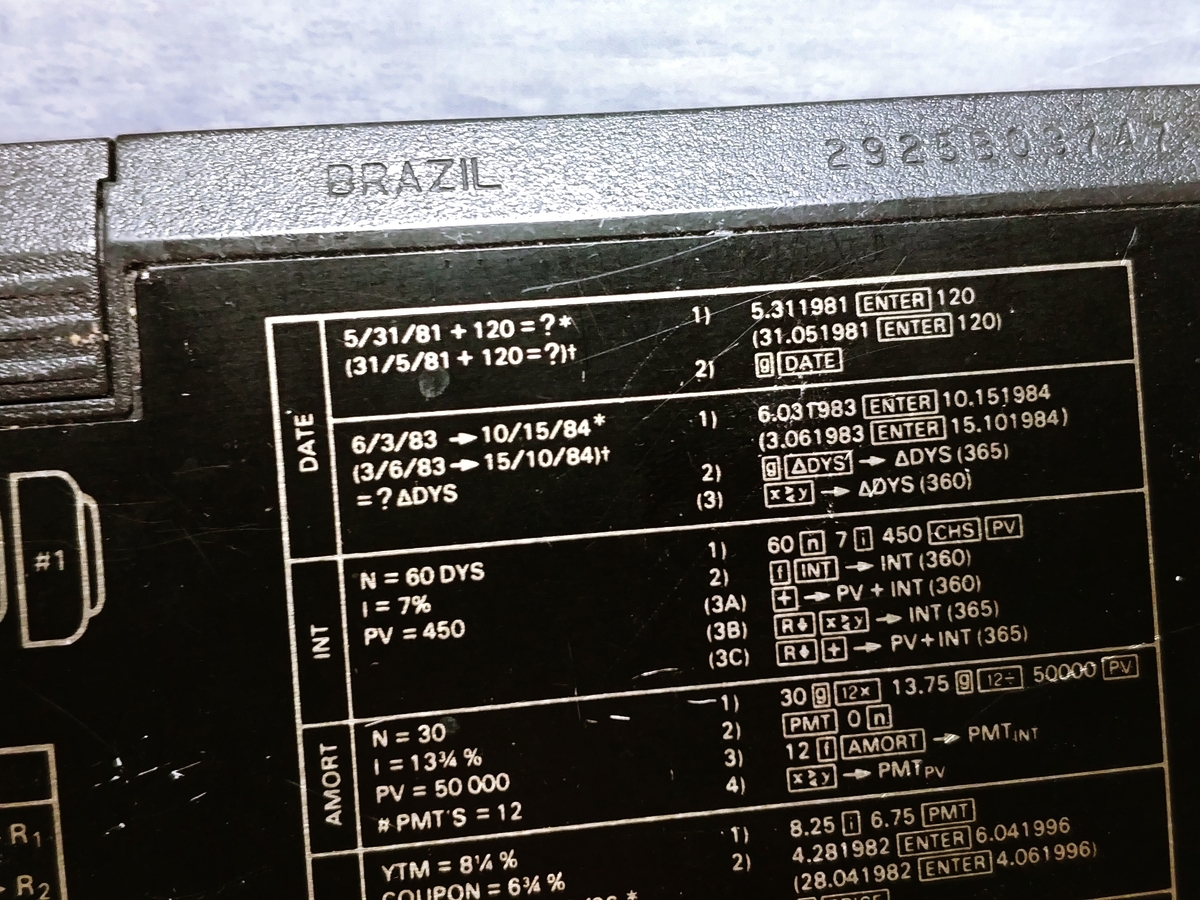 BRAZIL
DATE
5/31/81 + 120 = ?*
(31/5/81 + 120 = ?)†
1) 5.311981 ENTER 120
(31.051981 ENTER 120)
2) g DATE
6/3/83 → 10/15/84*
(3/6/83 → 15/10/84)†
= ? ΔDYS
1) 6.031983 ENTER 10.151984
(3.061983 ENTER 15.101984)
2) g ΔDYS → ΔDYS (365)
(3) x≷y → ΔDYS (360)
#1
INT
N = 60 DYS
I = 7%
PV = 450
1) 60 n 7 i 450 CHS PV
2) f INT → INT (360)
(3A) + → PV + INT (360)
(3B) R↓ x≷y → INT (365)
(3C) R↓ + → PV+INT (365)
AMORT
N = 30
I = 13¾ %
PV = 50 000
# PMT'S = 12
1) 30 g 12× 13.75 g 12÷ 50000 PV
2) PMT 0 n
3) 12 f AMORT → PMT INT
4) x≷y → PMT PV
R1
R2
YTM = 8¼ %
COUPON = 6¾ %
1) 8.25 i 6.75 PMT
2) 4.281982 ENTER 6.041996
(28.041982 ENTER 4.061996)